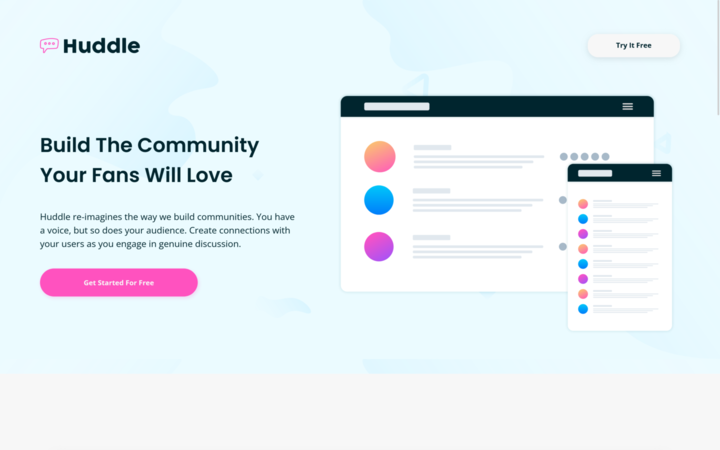 Huddle
Try It Free
Build The Community
Your Fans Will Love
Huddle re-imagines the way we build communities. You have
a voice, but so does your audience. Create connections with
your users as you engage in genuine discussion.
Get Started For Free